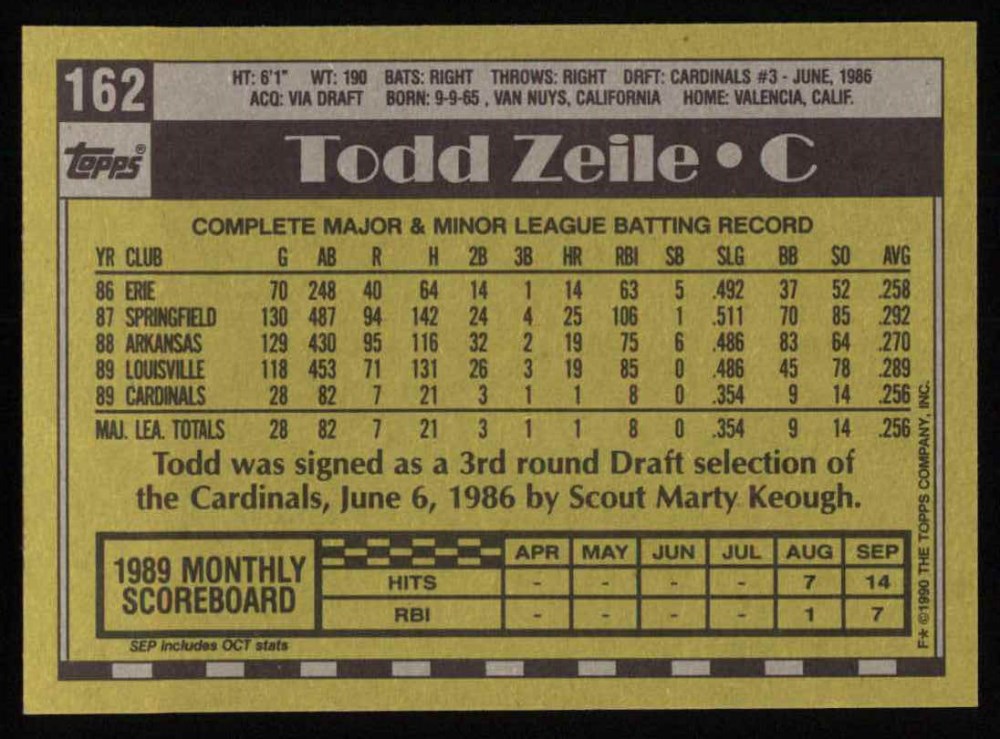 162
HT: 6'1" WT: 190 BATS: RIGHT THROWS: RIGHT DRFT: CARDINALS #3 - JUNE, 1986
ACQ: VIA DRAFT BORN: 9-9-65 , VAN NUYS, CALIFORNIA HOME: VALENCIA, CALIF.
TOPPS®
Todd Zeile • C
COMPLETE MAJOR & MINOR LEAGUE BATTING RECORD
YR CLUB G AB R H 2B 3B HR RBI SB SLG BB SO AVG
86 ERIE 70 248 40 64 14 1 14 63 5 .492 37 52 .258
87 SPRINGFIELD 130 487 94 142 24 4 25 106 1 .511 70 85 .292
88 ARKANSAS 129 430 95 116 32 2 19 75 6 .486 83 64 .270
89 LOUISVILLE 118 453 71 131 26 3 19 85 0 .486 45 78 .289
89 CARDINALS 28 82 7 21 3 1 1 8 0 .354 9 14 .256
MAJ. LEA. TOTALS 28 82 7 21 3 1 1 8 0 .354 9 14 .256
Todd was signed as a 3rd round Draft selection of
the Cardinals, June 6, 1986 by Scout Marty Keough.
1989 MONTHLY
SCOREBOARD
APR MAY JUN JUL AUG SEP
HITS - - - - 7 14
RBI - - - - 1 7
SEP includes OCT stats
F* ©1990 THE TOPPS COMPANY, INC.